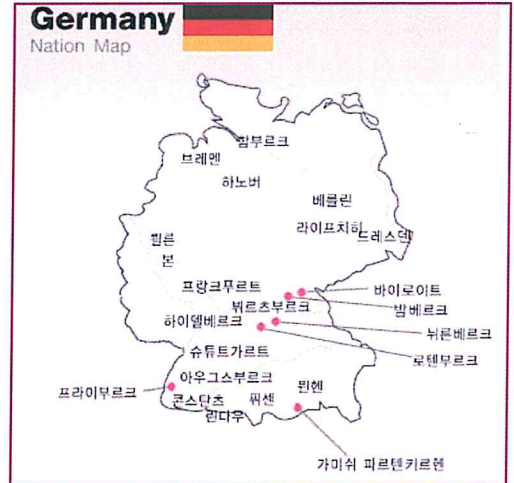 Germany
Nation Map
함부르크
브레멘
하노버
베를린
라이프치히
드레스덴
쾰른
본
프랑크푸르트
바이로이트
뷔르츠부르크
밤베르크
하이델베르크
뉘른베르크
로텐부르크
슈튜트가르트
아우그스부르크
뮌헨
프라이부르크
콘스탄츠
퓌센
린다우
가미쉬 파르텐키르헨